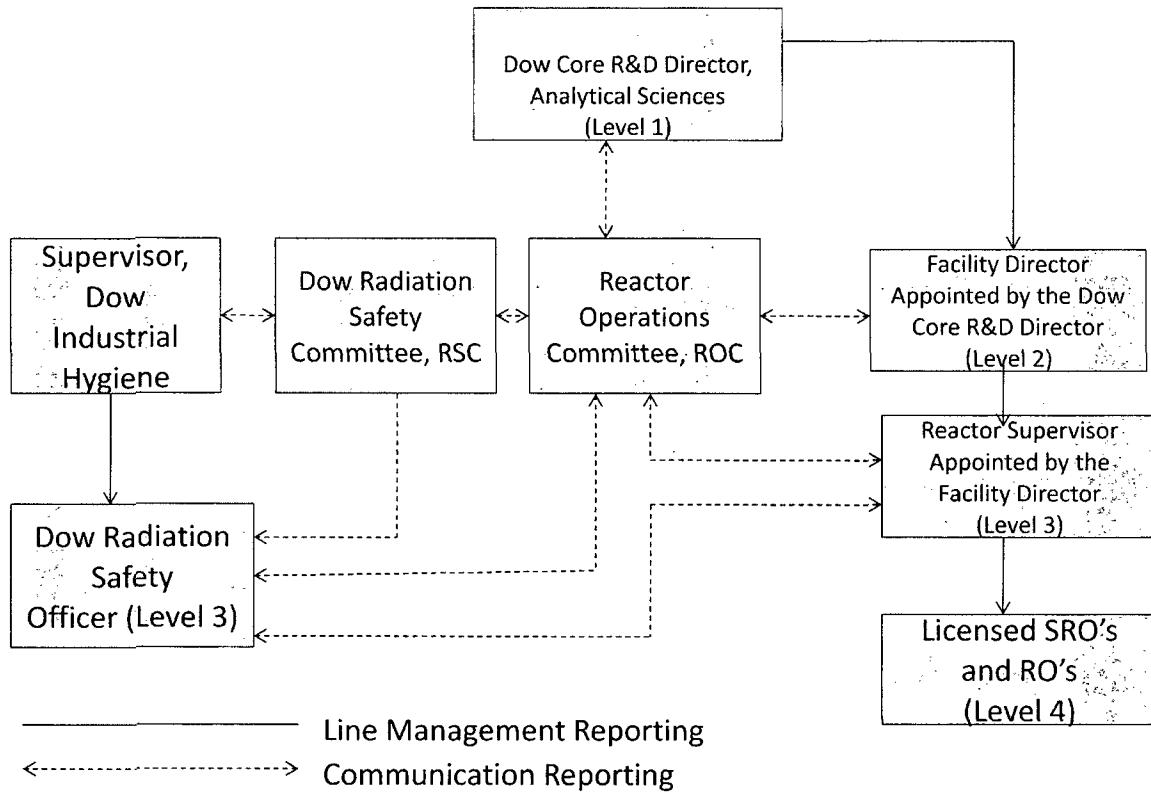 Dow Core R&D Director,
Analytical Sciences
(Level 1)
Supervisor,
Dow
Industrial
Hygiene
Dow Radiation
Safety
Committee, RSC
Reactor
Operations
Committee, ROC
Facility Director
Appointed by the Dow
Core R&D Director
(Level 2)
Reactor Supervisor
Appointed by the
Facility Director
(Level 3)
Dow Radiation
Safety
Officer (Level 3)
Licensed SRO's
and RO's
(Level 4)
Line Management Reporting
Communication Reporting